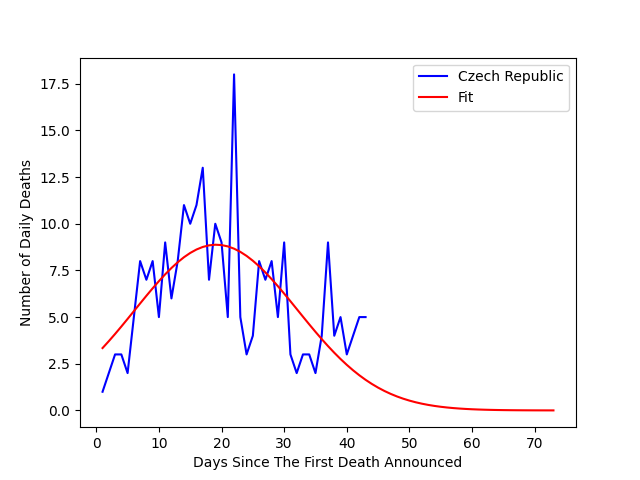 Czech Republic
Fit
17.5
15.0
12.5
10.0
7.5
5.0
2.5
0.0
Number of Daily Deaths
0 10 20 30 40 50 60 70
Days Since The First Death Announced